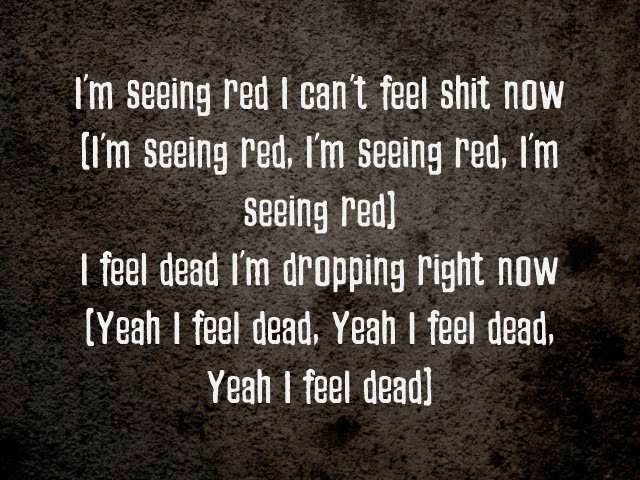 I'm seeing red I can't feel shit now
[I'm seeing red, I'm seeing red, I'm
seeing red]
I feel dead I'm dropping right now
[Yeah I feel dead, Yeah I feel dead,
Yeah I feel dead]